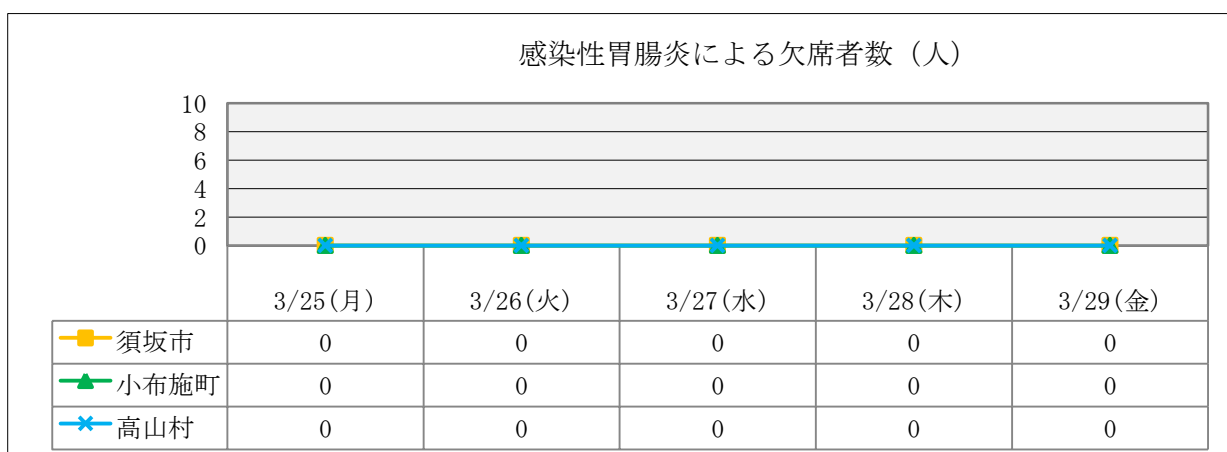 感染性胃腸炎による欠席者数（人）
10
8
6
4
2
0
3/25(月) 3/26(火) 3/27(水) 3/28(木) 3/29(金)
須坂市 0 0 0 0 0
小布施町 0 0 0 0 0
高山村 0 0 0 0 0